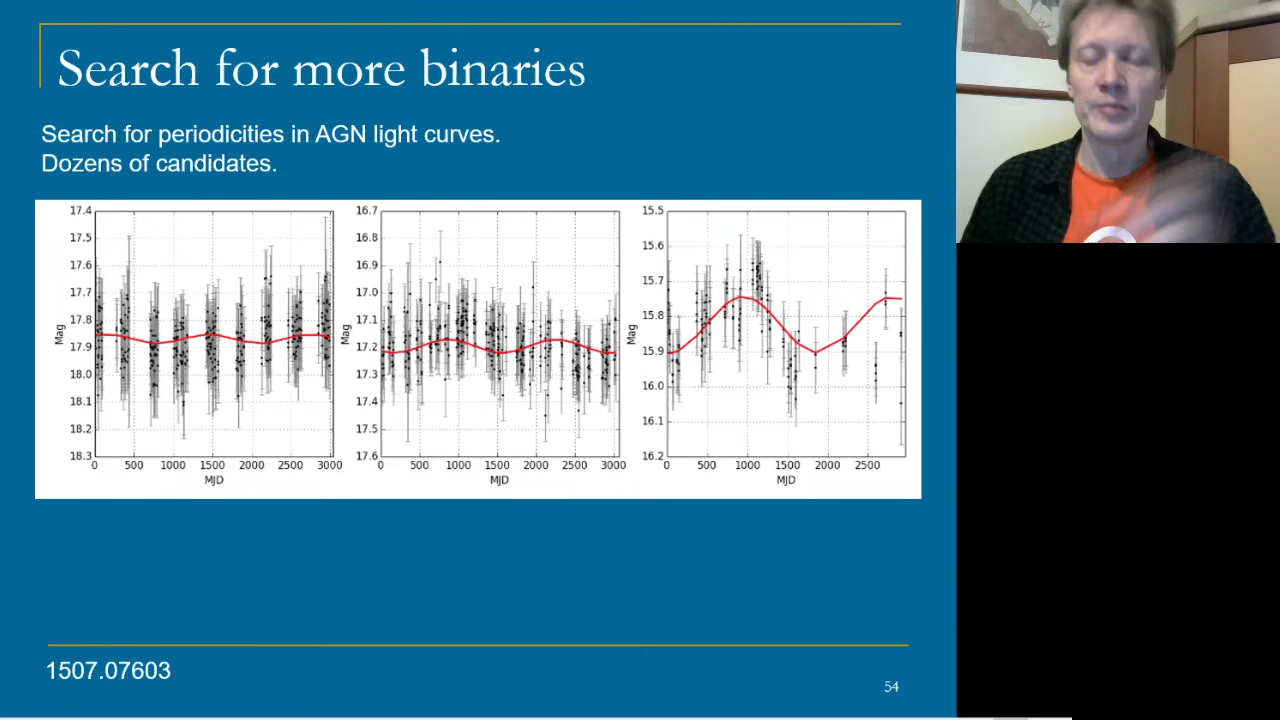 Search for more binaries
Search for periodicities in AGN light curves.
Dozens of candidates.
17.4
17.5
17.6
17.7
17.8
17.9
18.0
18.1
18.2
18.3
Mag
0 500 1000 1500 2000 2500 3000
MJD
16.7
16.8
16.9
17.0
17.1
17.2
17.3
17.4
17.5
17.6
Mag
0 500 1000 1500 2000 2500 3000
MJD
15.5
15.6
15.7
15.8
15.9
16.0
16.1
16.2
Mag
0 500 1000 1500 2000 2500
MJD
1507.07603
54